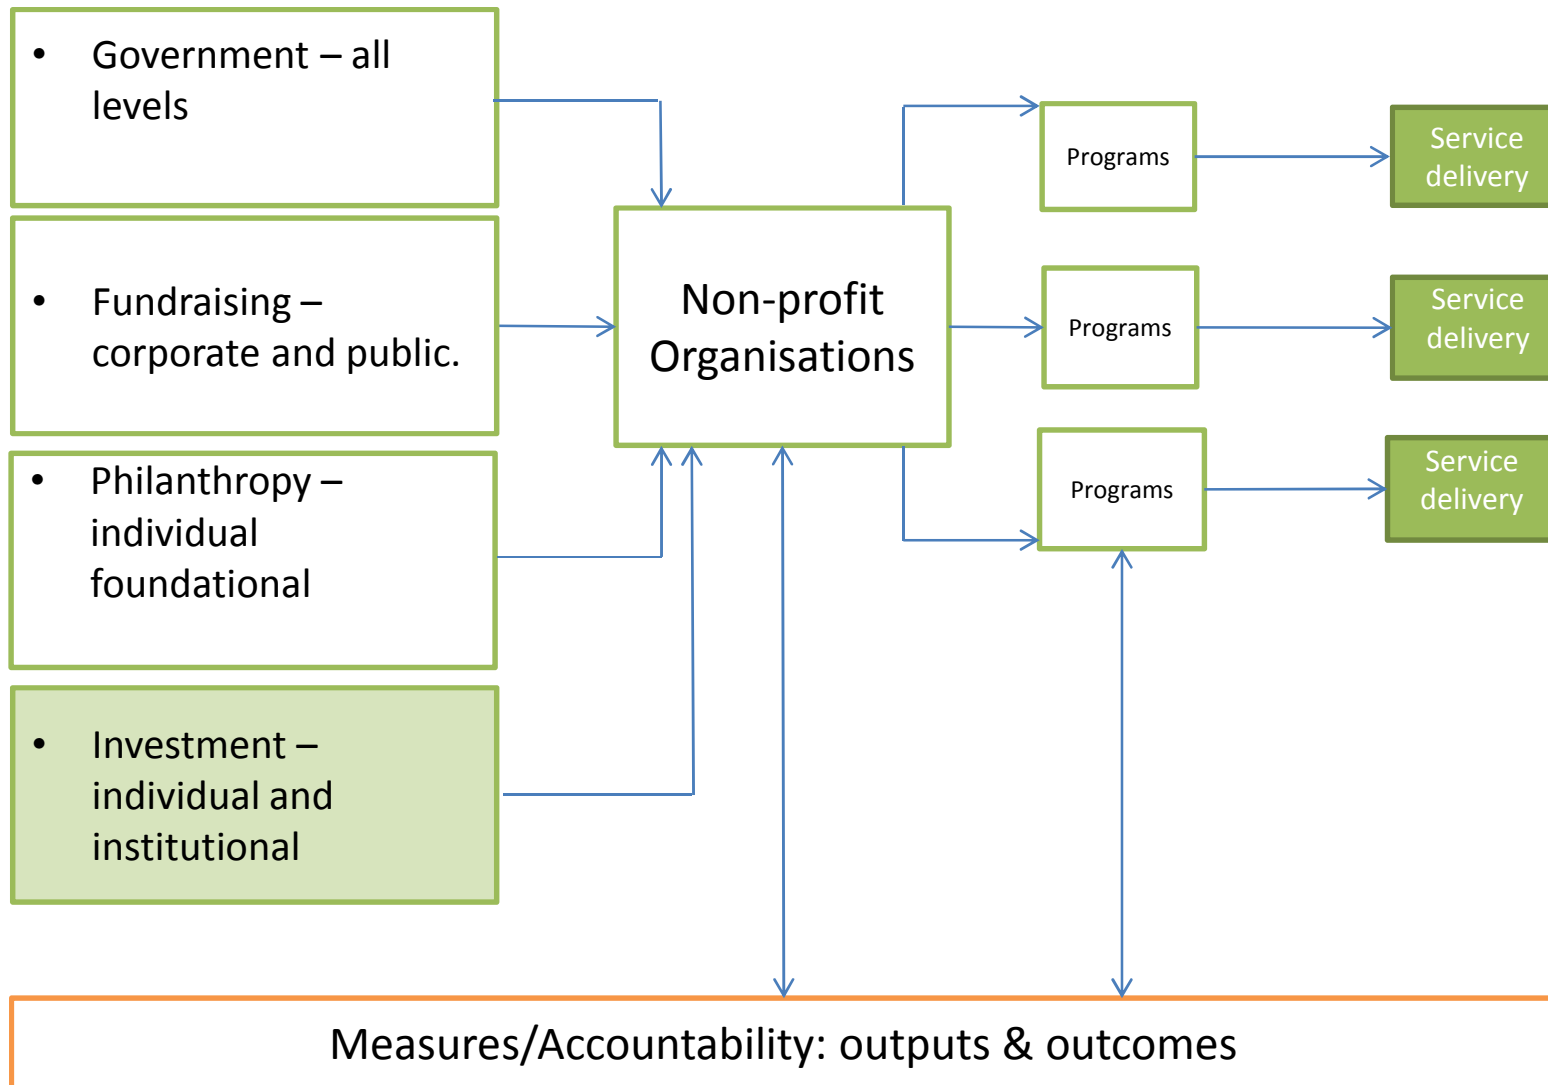 • Government – all
levels
• Fundraising –
corporate and public.
• Philanthropy –
individual
foundational
• Investment –
individual and
institutional
Non-profit
Organisations
Programs
Service
delivery
Programs
Service
delivery
Programs
Service
delivery
Measures/Accountability: outputs & outcomes